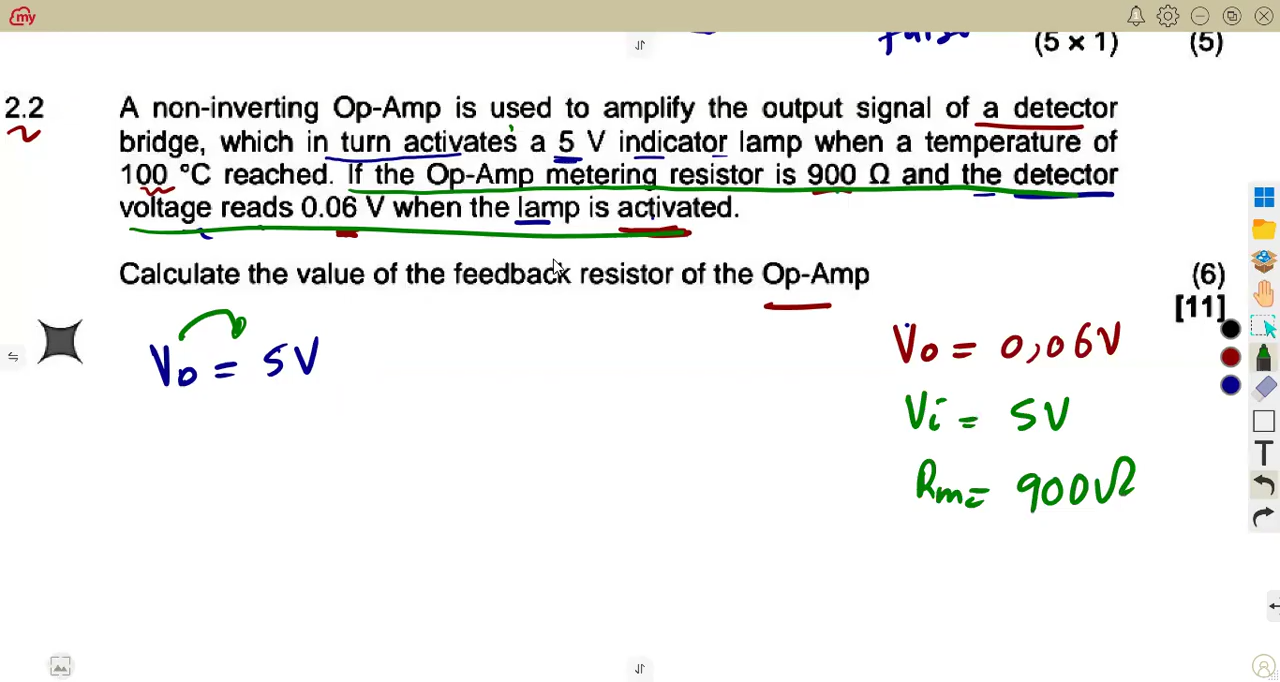 my
false
(5 x 1) (5)
2.2 A non-inverting Op-Amp is used to amplify the output signal of a detector
bridge, which in turn activates a 5 V indicator lamp when a temperature of
100 °C reached. If the Op-Amp metering resistor is 900 Ω and the detector
voltage reads 0.06 V when the lamp is activated.
Calculate the value of the feedback resistor of the Op-Amp (6)
[11]
Vo = 5V
Vo = 0,06V
Vi = 5V
Rm = 900Ω
T